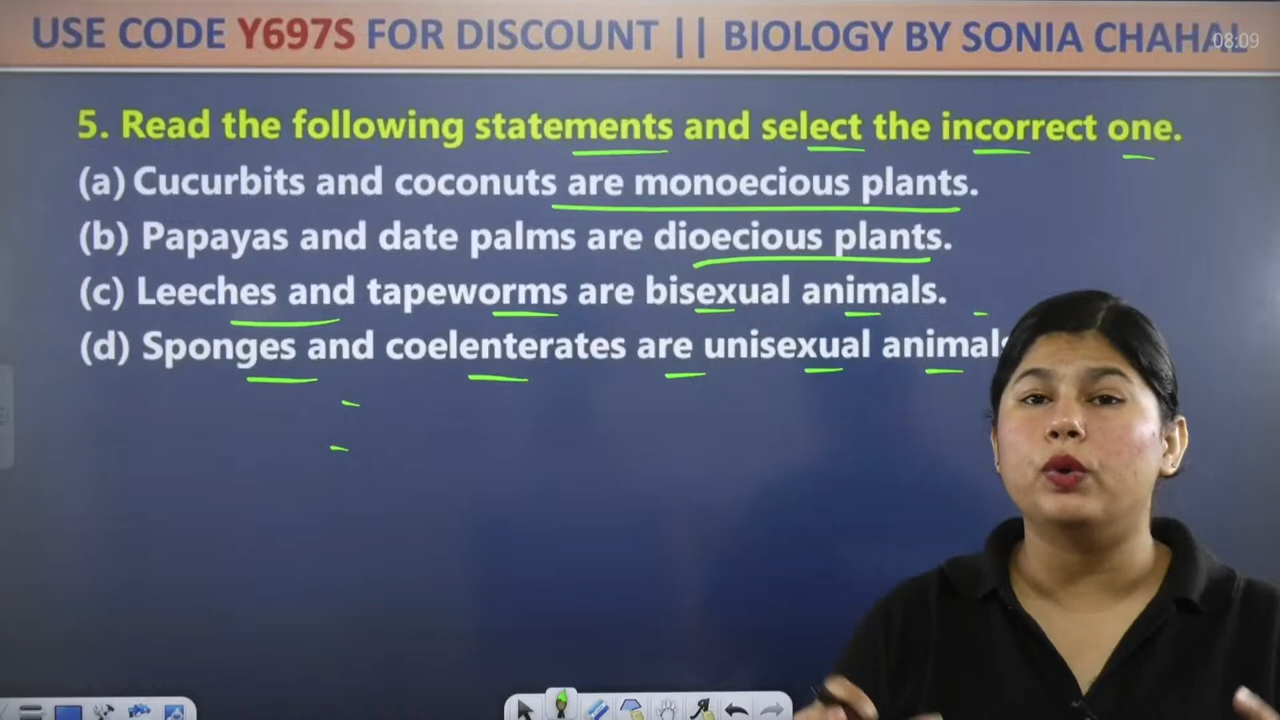 USE CODE Y697S FOR DISCOUNT || BIOLOGY BY SONIA CHAHAL
08:09
5. Read the following statements and select the incorrect one.
(a) Cucurbits and coconuts are monoecious plants.
(b) Papayas and date palms are dioecious plants.
(c) Leeches and tapeworms are bisexual animals.
(d) Sponges and coelenterates are unisexual animals